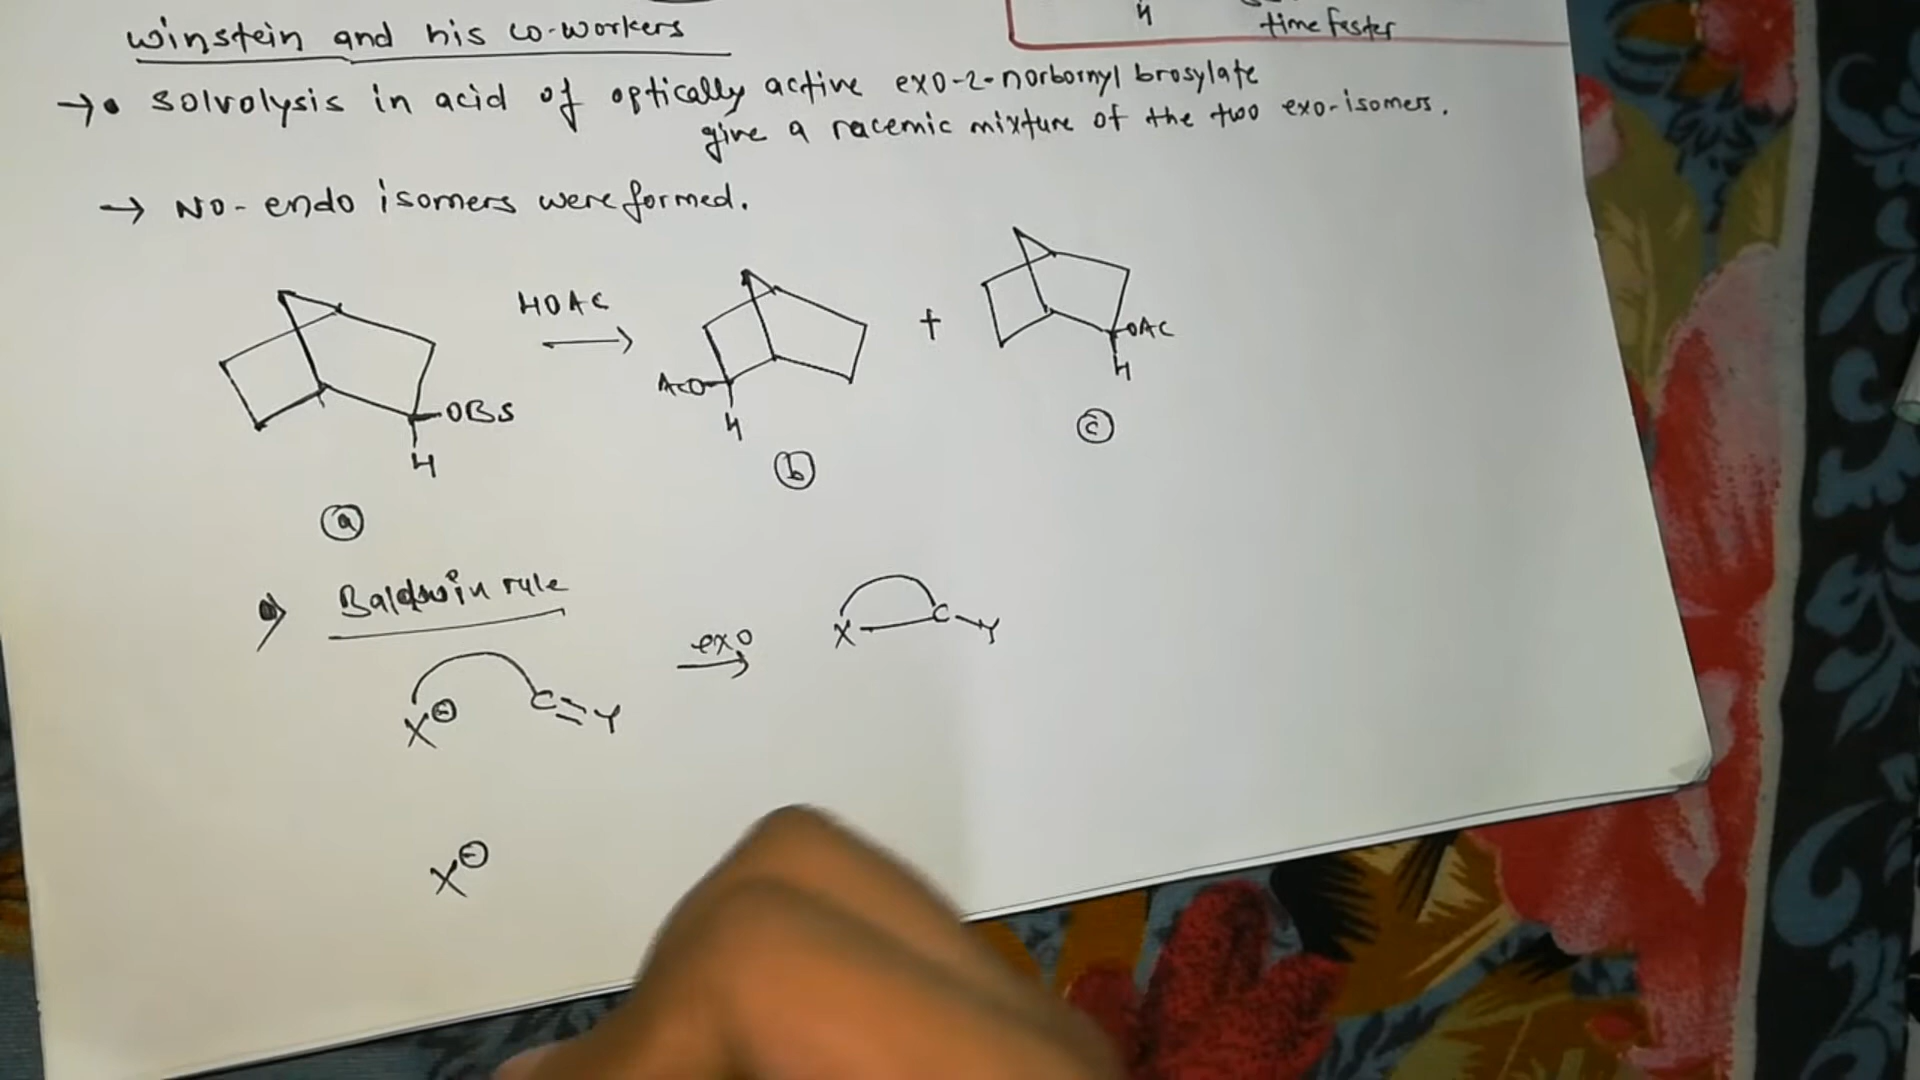 winstein and his co-workers
H
time fester
→• solvolysis in acid of optically active exo-2-norbornyl brosylate
give a racemic mixture of the two exo-isomers.
→ NO-endo isomers were formed.
HOAC
→
OBS
H
(a)
ACO
H
(b)
+
OAC
H
(c)
Baldwin rule
X⊖ C=Y
exo
→
X C-Y
X⊖